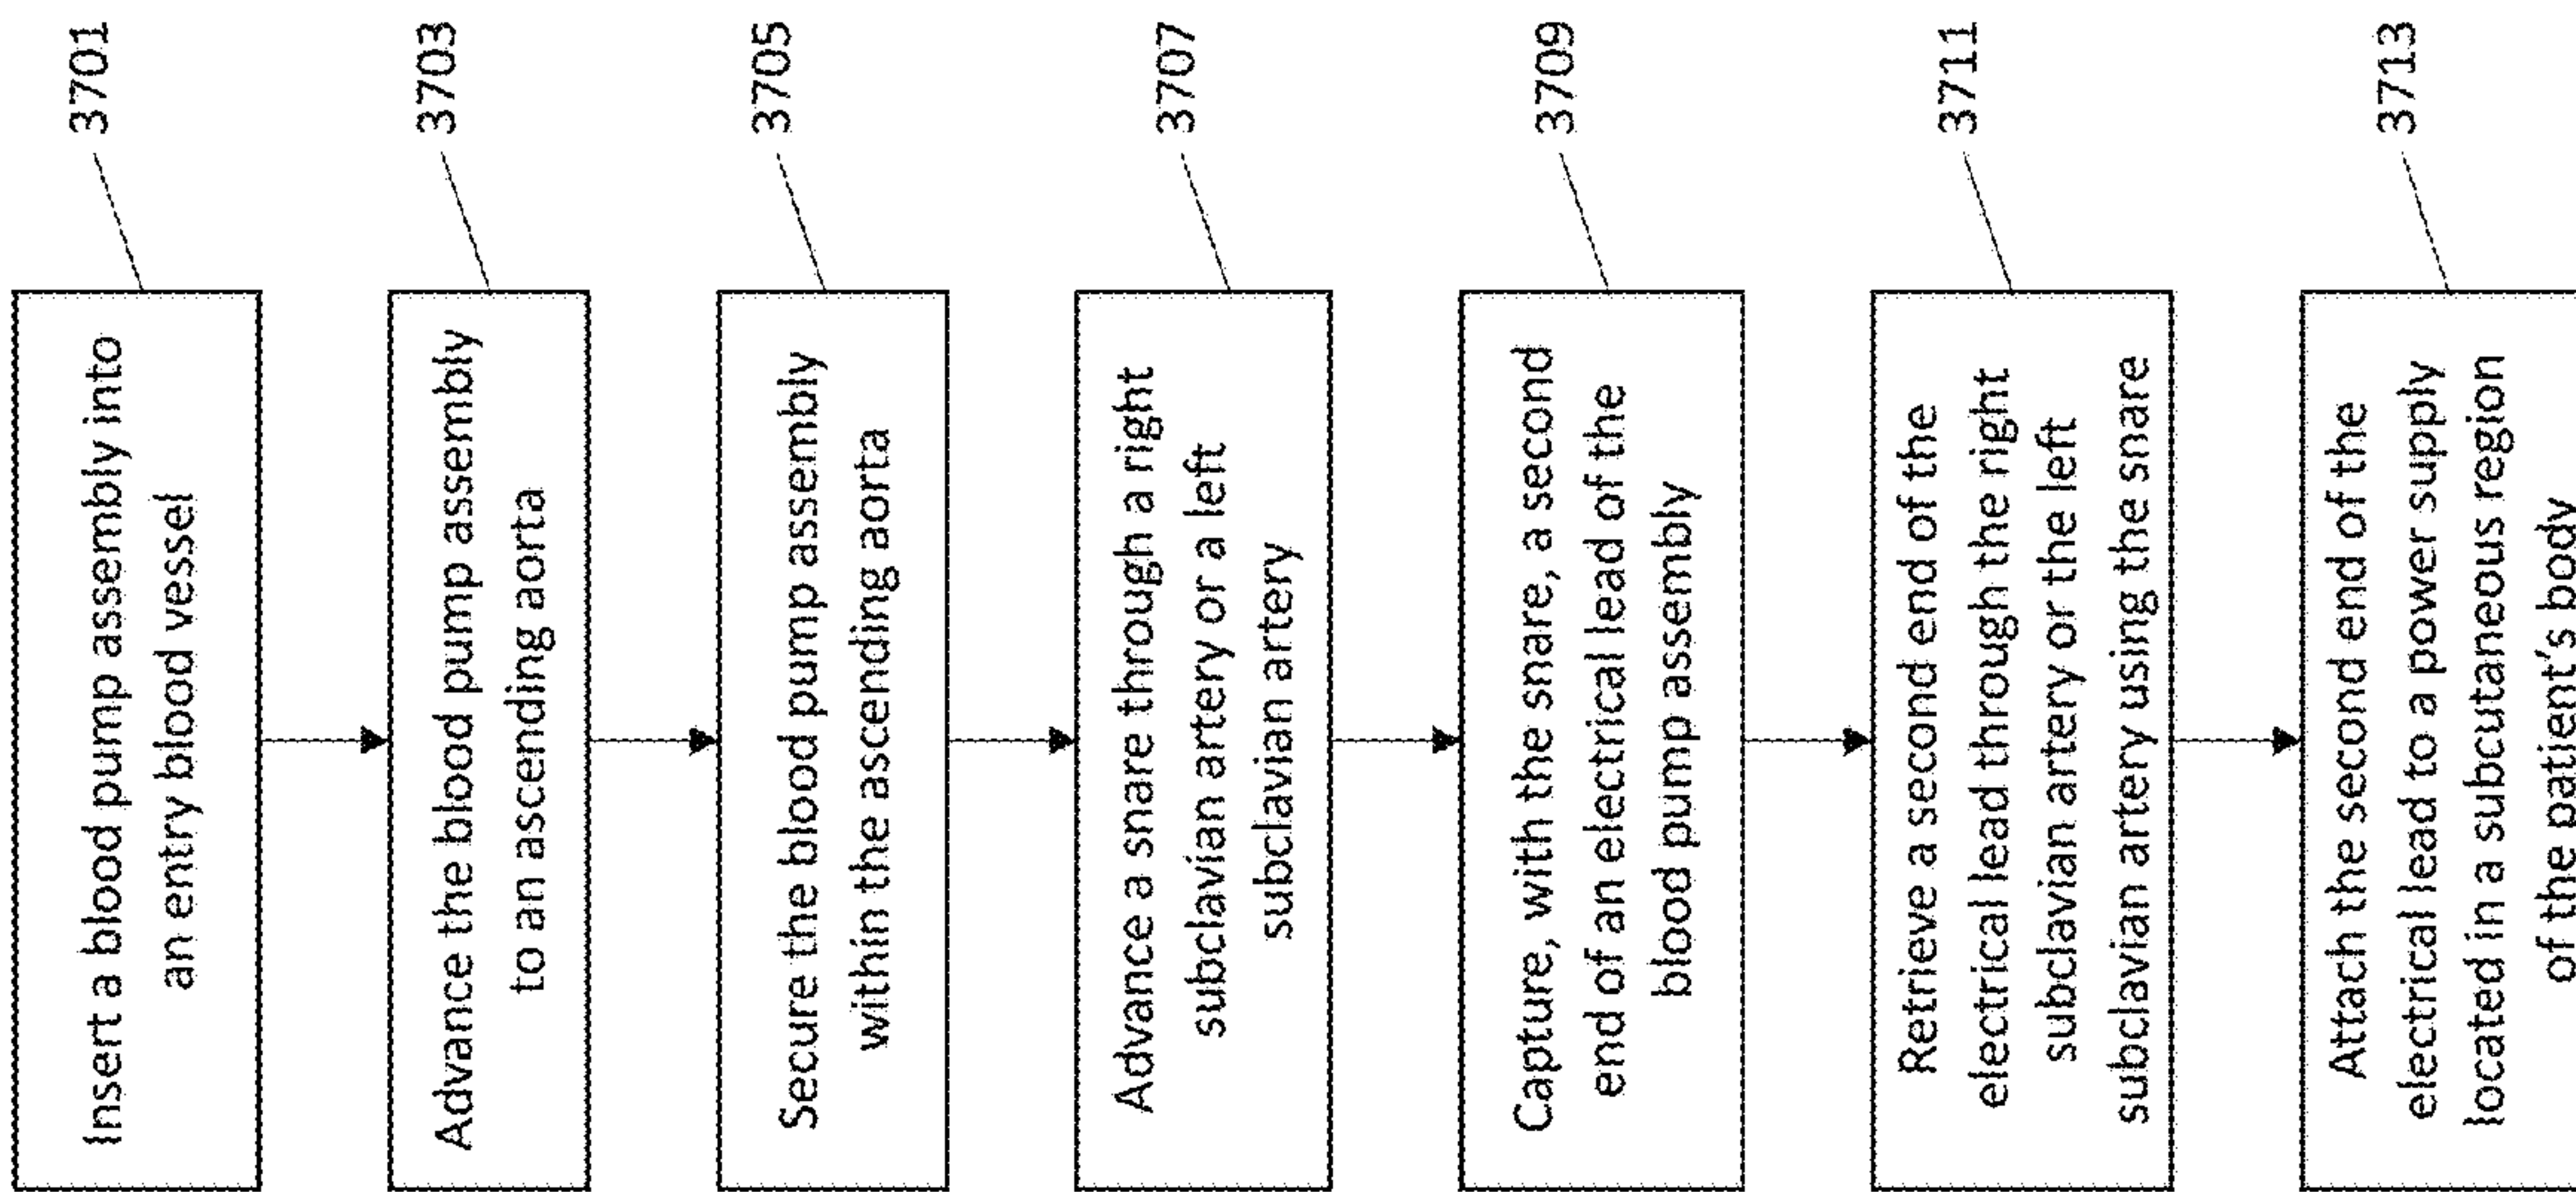 Insert a blood pump assembly into
an entry blood vessel
3701
Advance the blood pump assembly
to an ascending aorta
3703
Secure the blood pump assembly
within the ascending aorta
3705
Advance a snare through a right
subclavian artery or a left
subclavian artery
3707
Capture, with the snare, a second
end of an electrical lead of the
blood pump assembly
3709
Retrieve a second end of the
electrical lead through the right
subclavian artery or the left
subclavian artery using the snare
3711
Attach the second end of the
electrical lead to a power supply
located in a subcutaneous region
of the patient's body
3713